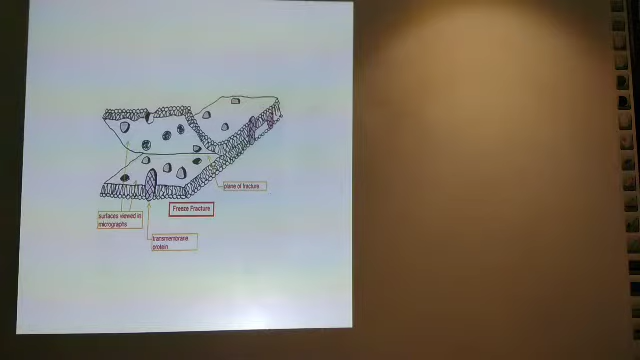 plane of fracture
Freeze Fracture
surfaces viewed in
micrographs
transmembrane
protein